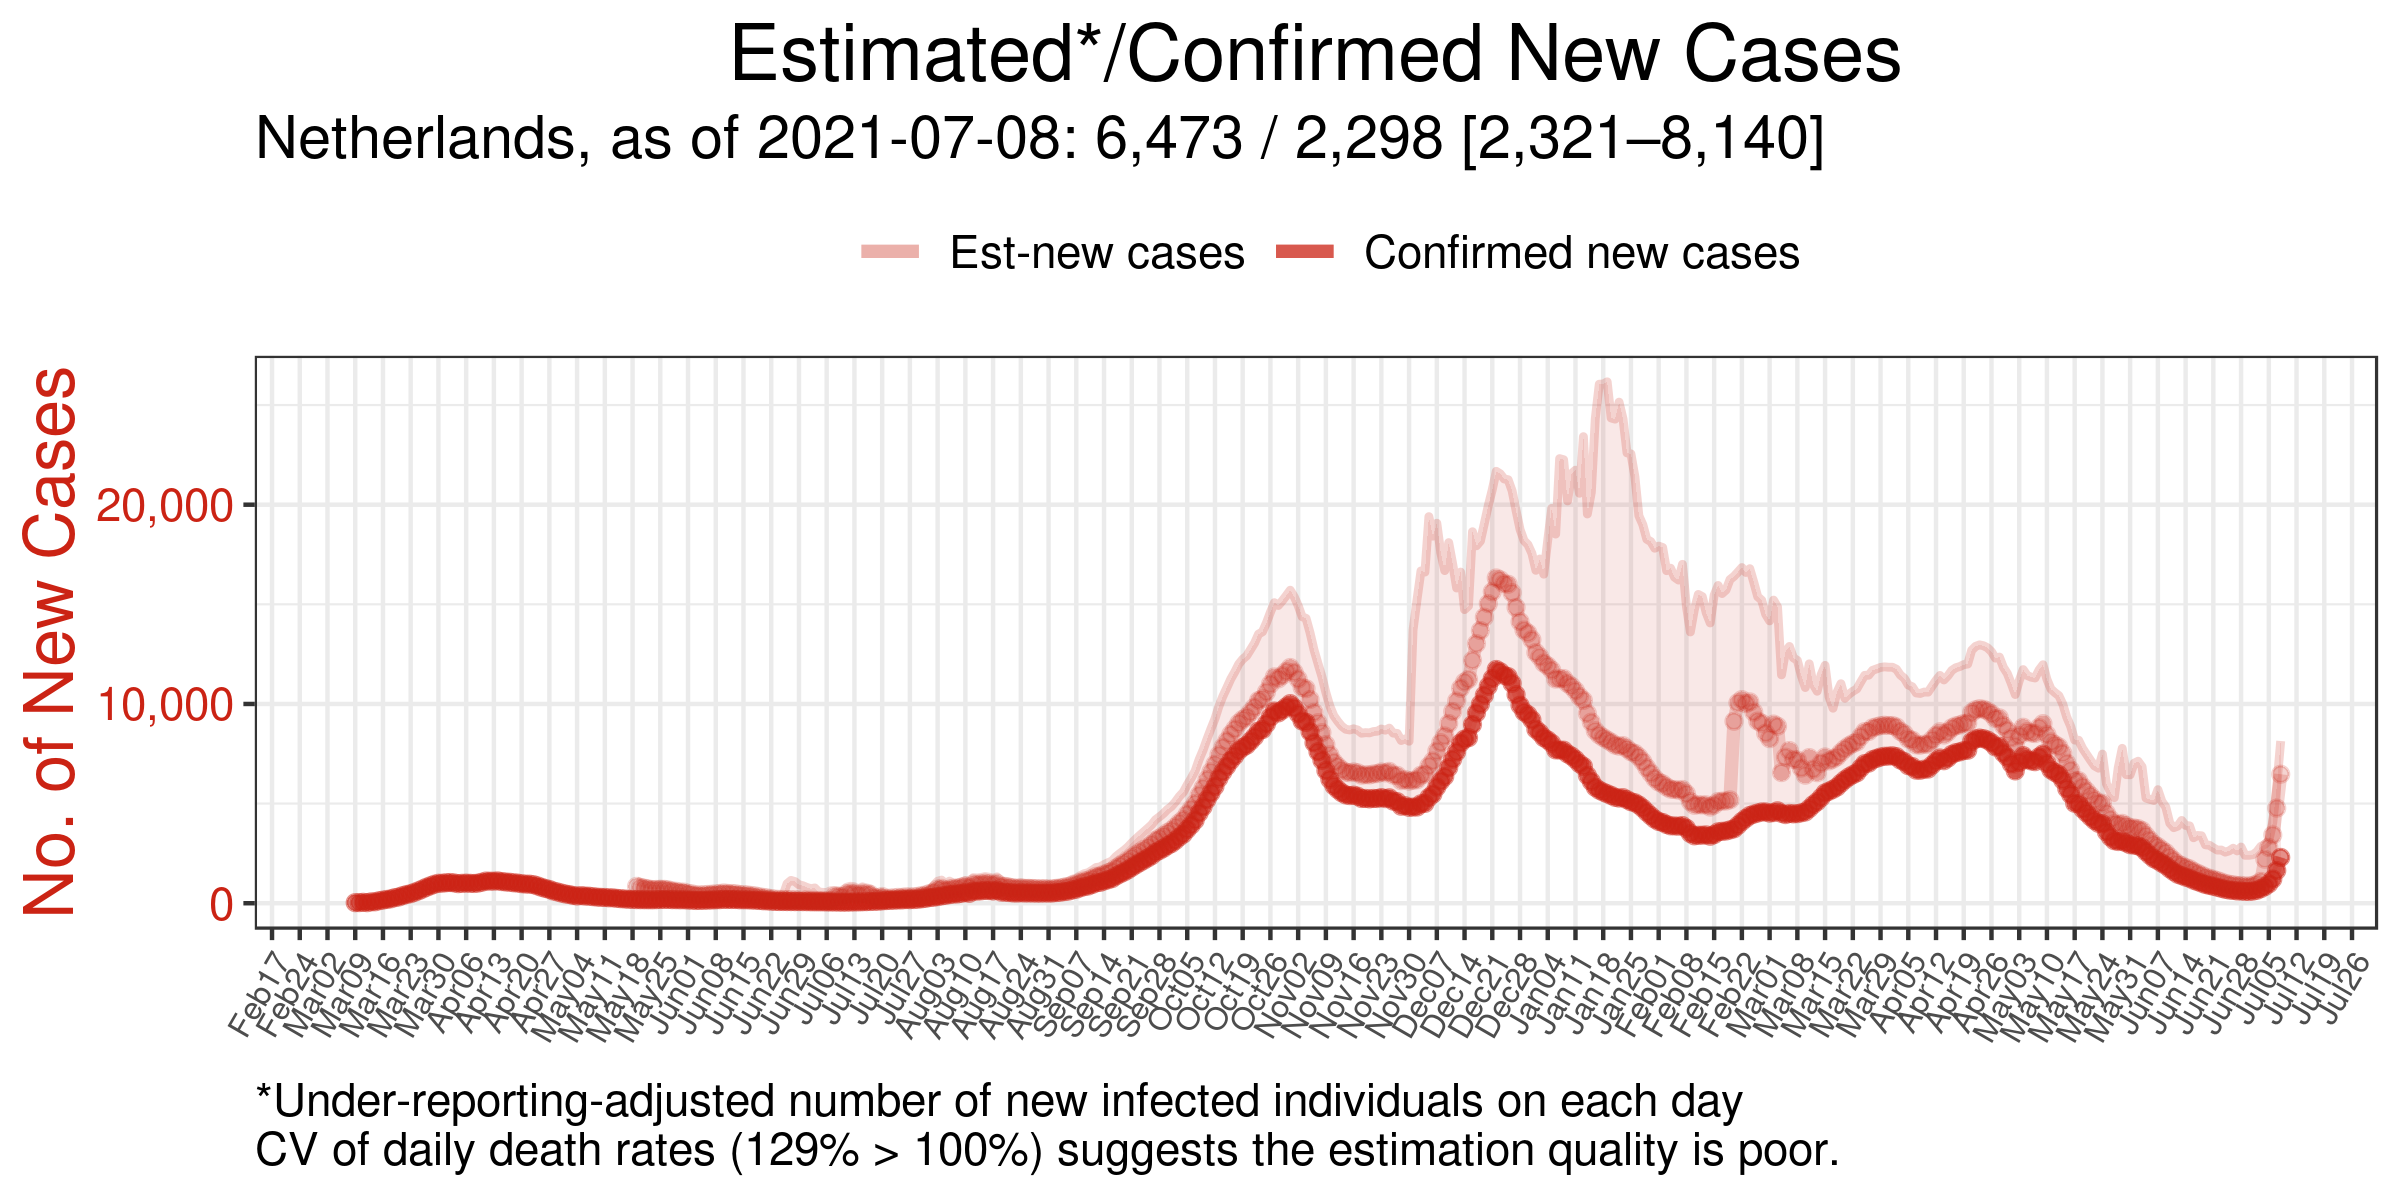 Estimated*/Confirmed New Cases
Netherlands, as of 2021-07-08: 6,473 / 2,298 [2,321–8,140]
Est-new cases
Confirmed new cases
No. of New Cases
20,000
10,000
0
Feb17
Feb24
Mar02
Mar09
Mar16
Mar23
Mar30
Apr06
Apr13
Apr20
Apr27
May04
May11
May18
May25
Jun01
Jun08
Jun15
Jun22
Jun29
Jul06
Jul13
Jul20
Jul27
Aug03
Aug10
Aug17
Aug24
Aug31
Sep07
Sep14
Sep21
Sep28
Oct05
Oct12
Oct19
Oct26
Nov02
Nov09
Nov16
Nov23
Nov30
Dec07
Dec14
Dec21
Dec28
Jan04
Jan11
Jan18
Jan25
Feb01
Feb08
Feb15
Feb22
Mar01
Mar08
Mar15
Mar22
Mar29
Apr05
Apr12
Apr19
Apr26
May03
May10
May17
May24
May31
Jun07
Jun14
Jun21
Jun28
Jul05
Jul12
Jul19
Jul26
*Under-reporting-adjusted number of new infected individuals on each day
CV of daily death rates (129% > 100%) suggests the estimation quality is poor.